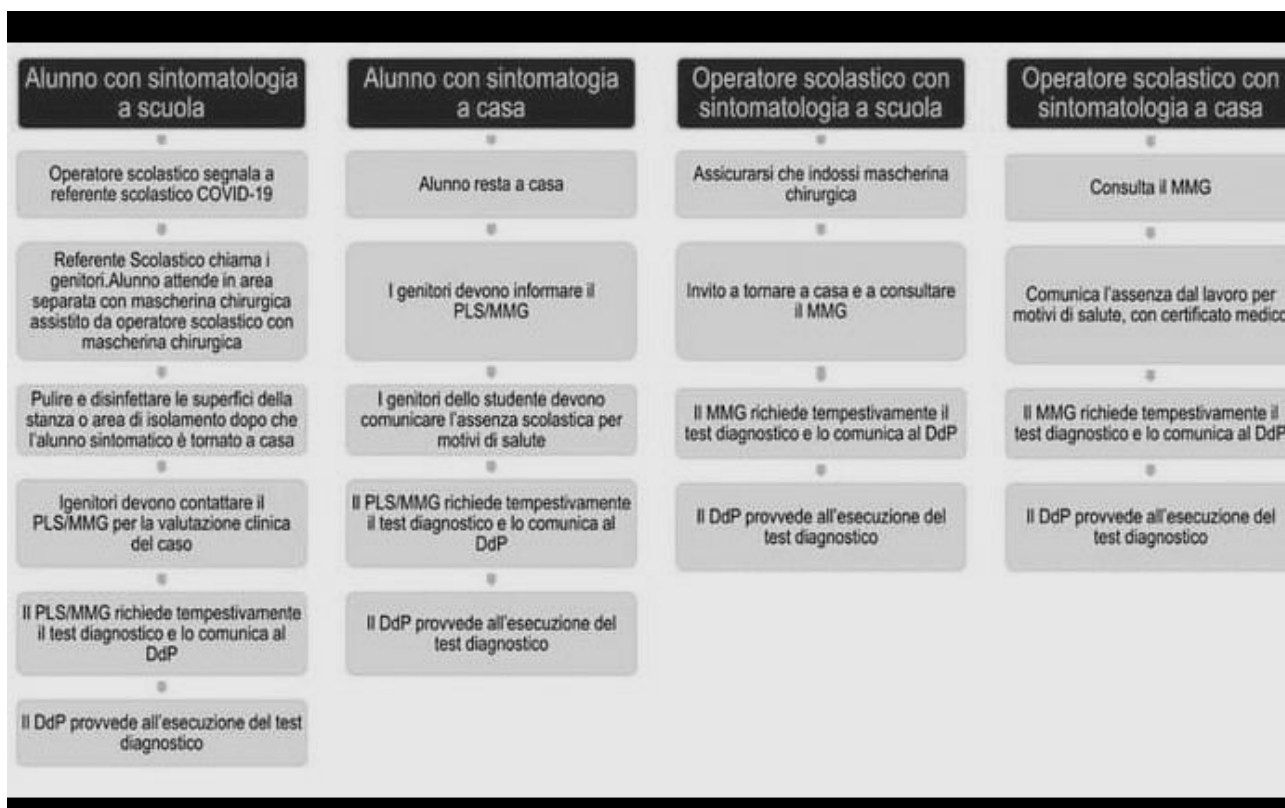 Alunno con sintomatologia
a scuola
Operatore scolastico segnala a
referente scolastico COVID-19
Referente Scolastico chiama i
genitori.Alunno attende in area
separata con mascherina chirurgica
assistito da operatore scolastico con
mascherina chirurgica
Pulire e disinfettare le superfici della
stanza o area di isolamento dopo che
l'alunno sintomatico è tornato a casa
Igenitori devono contattare il
PLS/MMG per la valutazione clinica
del caso
Il PLS/MMG richiede tempestivamente
il test diagnostico e lo comunica al
DdP
Il DdP provvede all'esecuzione del test
diagnostico
Alunno con sintomatogia
a casa
Alunno resta a casa
I genitori devono informare il
PLS/MMG
I genitori dello studente devono
comunicare l'assenza scolastica per
motivi di salute
Il PLS/MMG richiede tempestivamente
il test diagnostico e lo comunica al
DdP
Il DdP provvede all'esecuzione del
test diagnostico
Operatore scolastico con
sintomatologia a scuola
Assicurarsi che indossi mascherina
chirurgica
Invito a tornare a casa e a consultare
il MMG
Il MMG richiede tempestivamente il
test diagnostico e lo comunica al DdP
Il DdP provvede all'esecuzione del
test diagnostico
Operatore scolastico con
sintomatologia a casa
Consulta il MMG
Comunica l'assenza dal lavoro per
motivi di salute, con certificato medico
Il MMG richiede tempestivamente il
test diagnostico e lo comunica al DdP
Il DdP provvede all'esecuzione del
test diagnostico